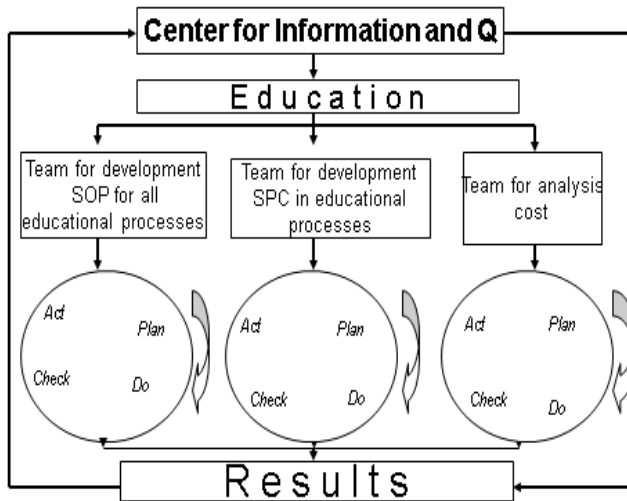 Center for Information and Q
Education
Team for development
SOP for all
educational processes
Team for development
SPC in educational
processes
Team for analysis
cost
Act
Plan
Check
Do
Act
Plan
Check
Do
Act
Plan
Check
Do
Results